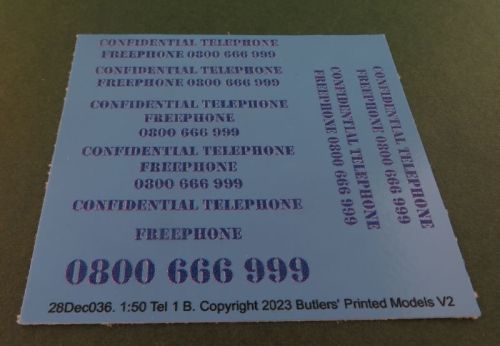 CONFIDENTIAL TELEPHONE
FREEPHONE 0800 666 999
CONFIDENTIAL TELEPHONE
FREEPHONE 0800 666 999
CONFIDENTIAL TELEPHONE
FREEPHONE
0800 666 999
CONFIDENTIAL TELEPHONE
FREEPHONE
0800 666 999
CONFIDENTIAL TELEPHONE
FREEPHONE
0800 666 999
CONFIDENTIAL TELEPHONE
FREEPHONE 0800 666 999
CONFIDENTIAL TELEPHONE
FREEPHONE 0800 666 999
28Dec036. 1:50 Tel 1 B. Copyright 2023 Butlers' Printed Models V2